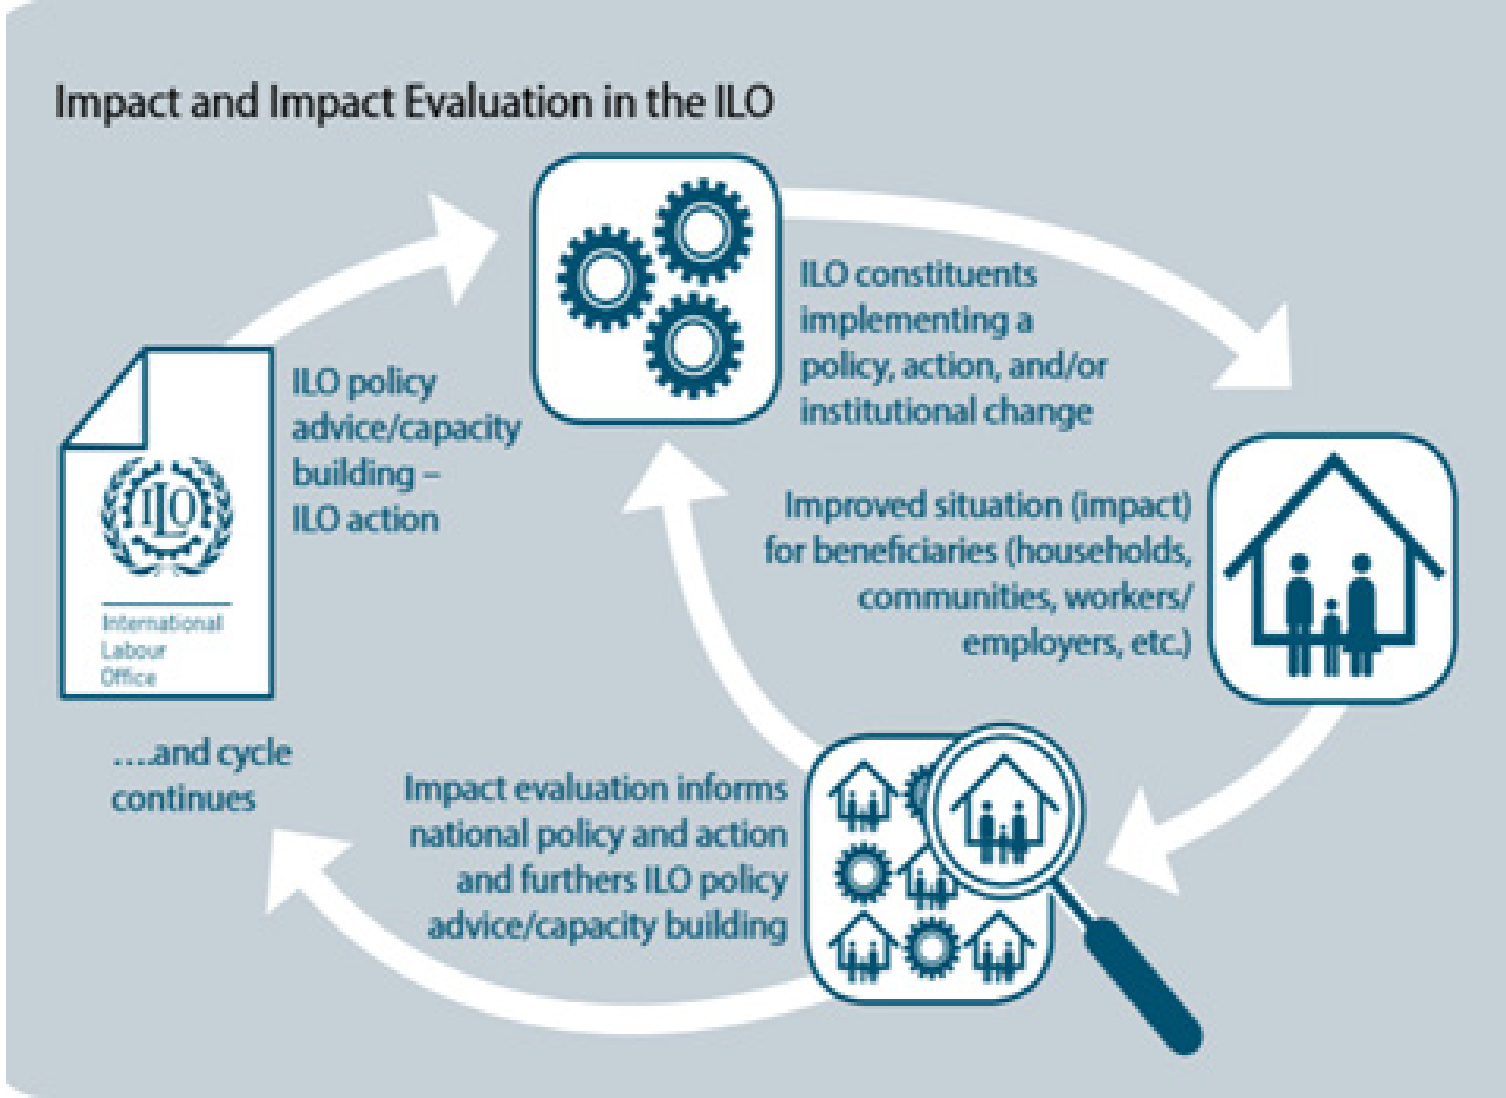 Impact and Impact Evaluation in the ILO
ILO policy
advice/capacity
building –
ILO action
ILO constituents
implementing a
policy, action, and/or
institutional change
Improved situation (impact)
for beneficiaries (households,
communities, workers/
employers, etc.)
Impact evaluation informs
national policy and action
and furthers ILO policy
advice/capacity building
ILO
International
Labour
Office
....and cycle
continues